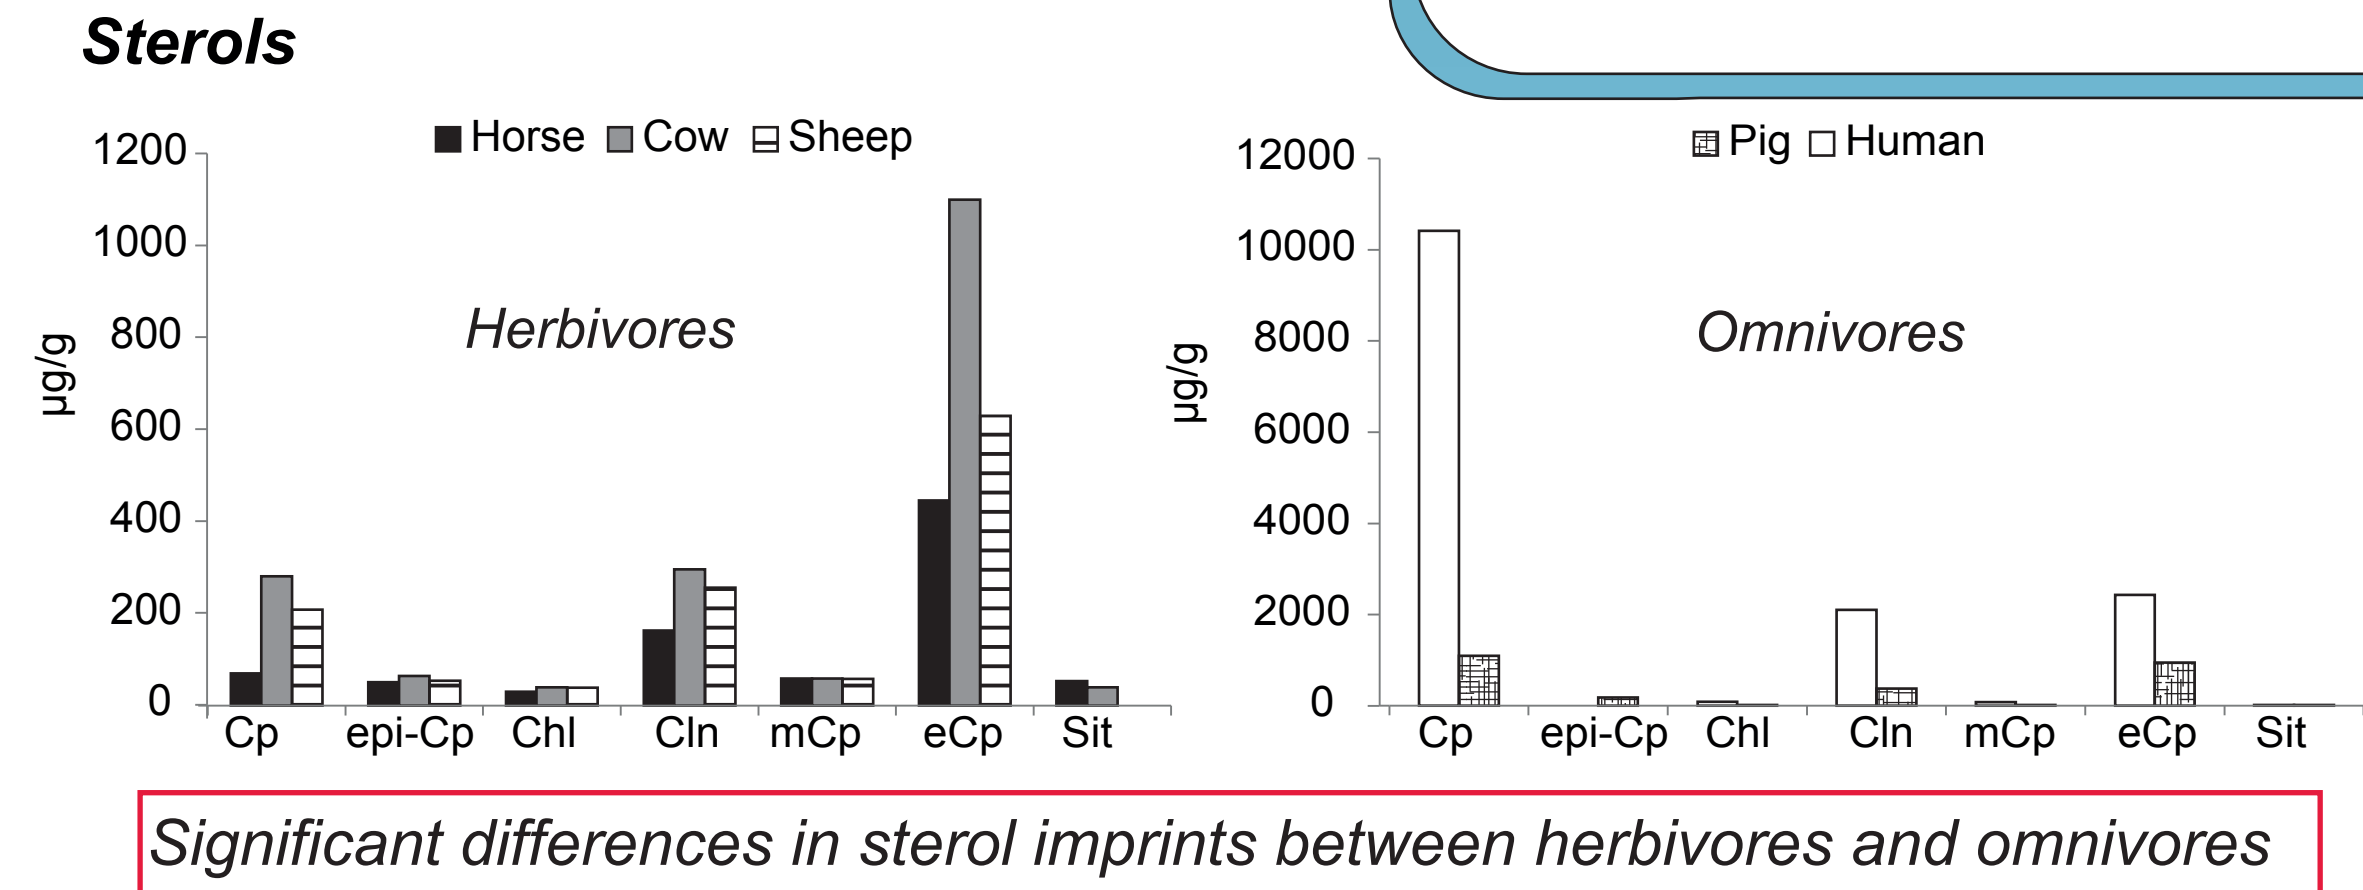 Sterols
Horse Cow Sheep
1200
1000
800
600
400
200
0
µg/g
Herbivores
Cp epi-Cp Chl Cln mCp eCp Sit
Pig Human
12000
10000
8000
6000
4000
2000
0
µg/g
Omnivores
Cp epi-Cp Chl Cln mCp eCp Sit
Significant differences in sterol imprints between herbivores and omnivores